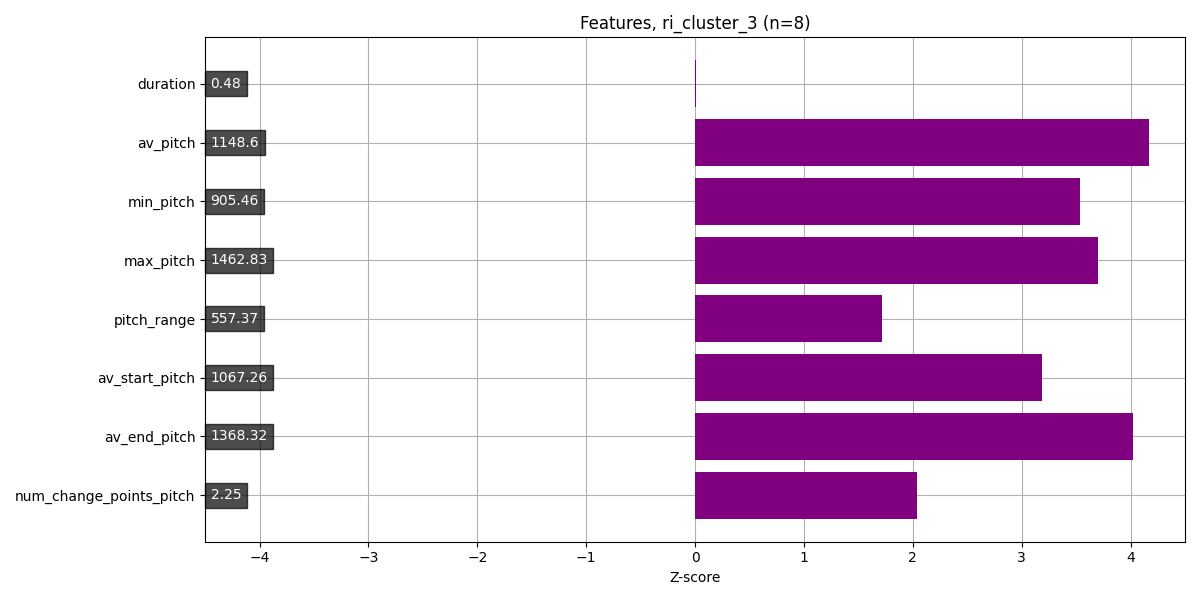 Features, ri_cluster_3 (n=8)
duration 0.48
av_pitch 1148.6
min_pitch 905.46
max_pitch 1462.83
pitch_range 557.37
av_start_pitch 1067.26
av_end_pitch 1368.32
num_change_points_pitch 2.25
−4 −3 −2 −1 0 1 2 3 4
Z-score